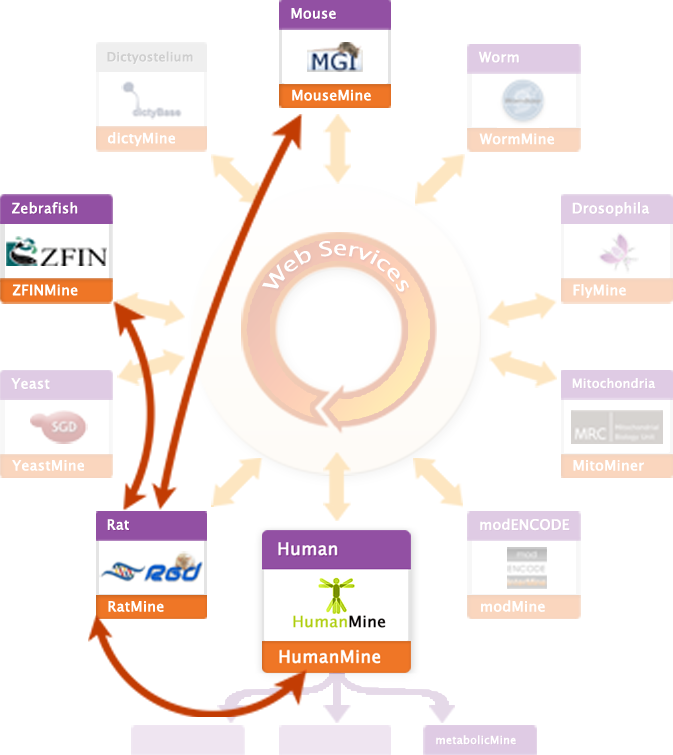 Mouse
MGI
MouseMine
Dictyostelium
dictyBase
dictyMine
Worm
WormBase
WormMine
Zebrafish
ZFIN
ZFINMine
Web Services
Drosophila
FlyMine
Yeast
SGD
YeastMine
Mitochondria
MRC
Mitochondrial
Biology Unit
MitoMiner
Rat
RGD
RatMine
Human
HumanMine
HumanMine
modENCODE
mod
ENCODE
modMine
metabolicMine